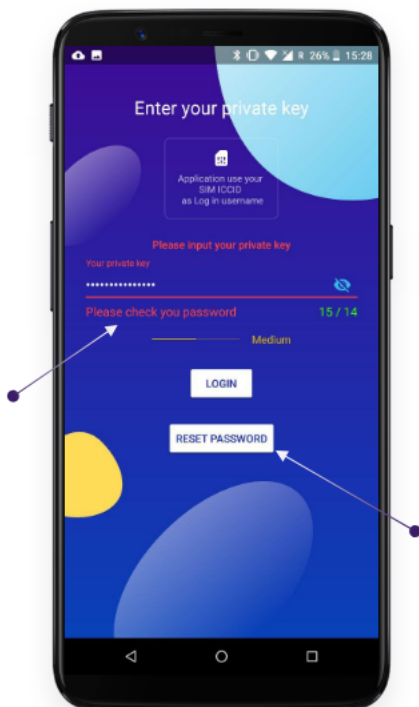 R 26% 15:28
Enter your private key
Application use your
SIM ICCID
as Log in username
Please input your private key
Your private key
•••••••••••••••
Please check you password 15 / 14
Medium
LOGIN
RESET PASSWORD